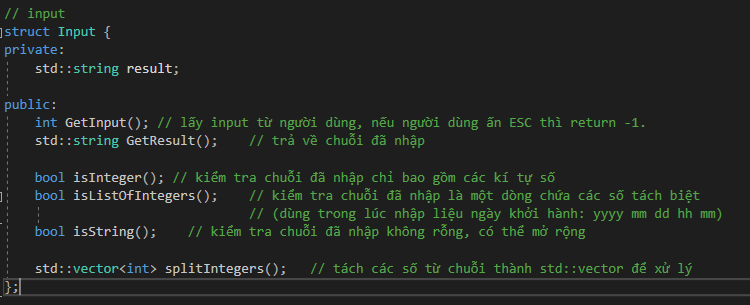 // input
struct Input {
private:
    std::string result;
public:
    int GetInput(); // lấy input từ người dùng, nếu người dùng ấn ESC thì return -1.
    std::string GetResult();    // trả về chuỗi đã nhập
    bool isInteger(); // kiểm tra chuỗi đã nhập chỉ bao gồm các kí tự số
    bool isListOfIntegers();    // kiểm tra chuỗi đã nhập là một dòng chứa các số tách biệt
                                // (dùng trong lúc nhập liệu ngày khởi hành: yyyy mm dd hh mm)
    bool isString();    // kiểm tra chuỗi đã nhập không rỗng, có thể mở rộng
    std::vector<int> splitIntegers();   // tách các số từ chuỗi thành std::vector để xử lý
};